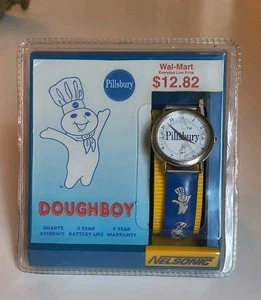 Pillsbury
Wal-Mart
Everyday Low Price
$12.82
Pillsbury
DOUGHBOY
QUARTZ 3 YEAR 5 YEAR
ACCURACY BATTERY LIFE WARRANTY
NELSONIC